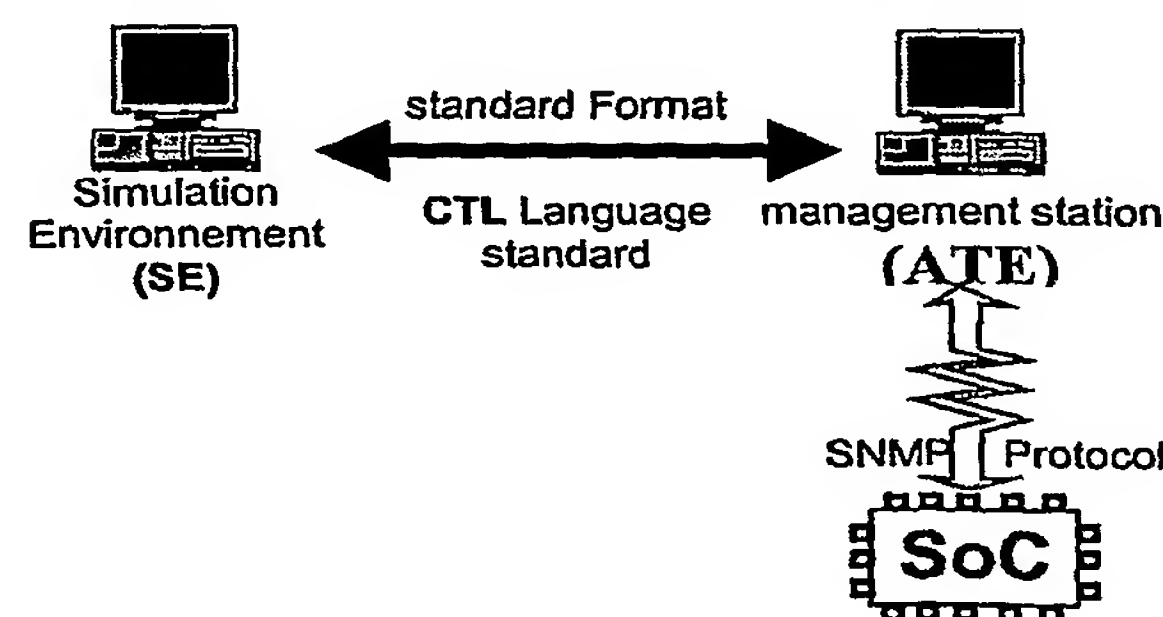 standard Format
Simulation
Environnement
(SE)
CTL Language
standard
management station
(ATE)
SNMP Protocol
SoC